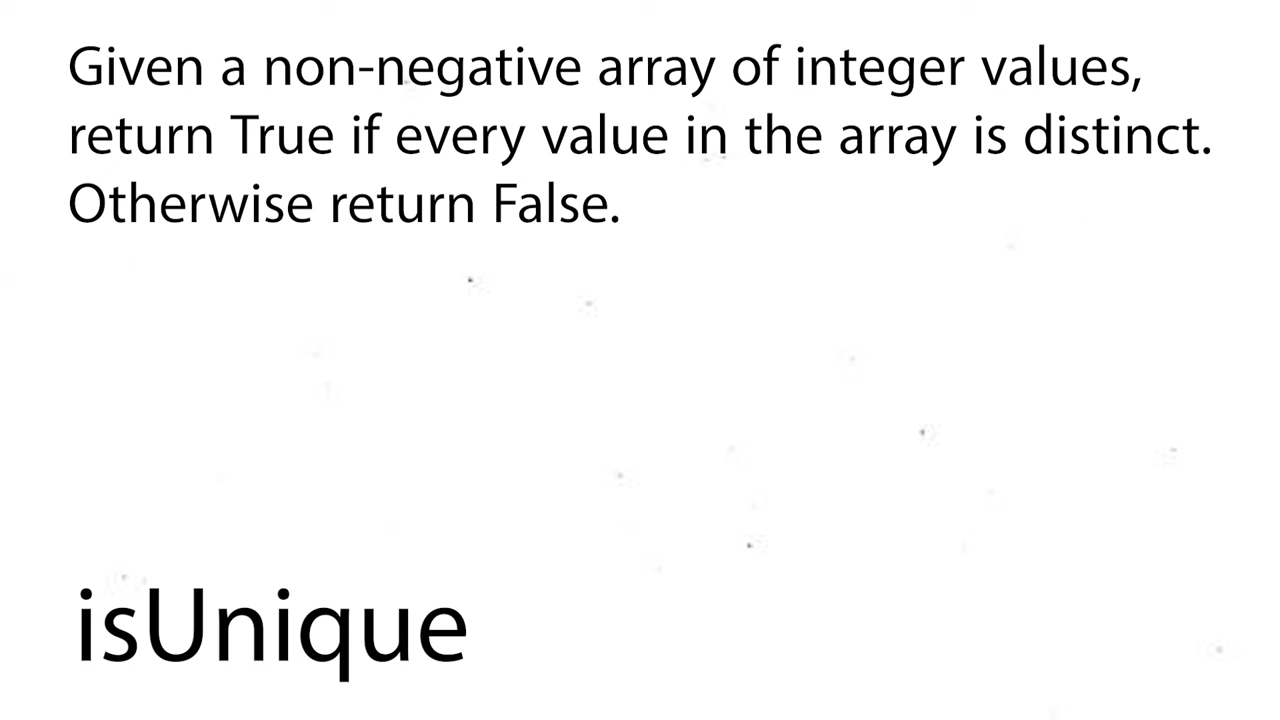 Given a non-negative array of integer values,
return True if every value in the array is distinct.
Otherwise return False.
isUnique